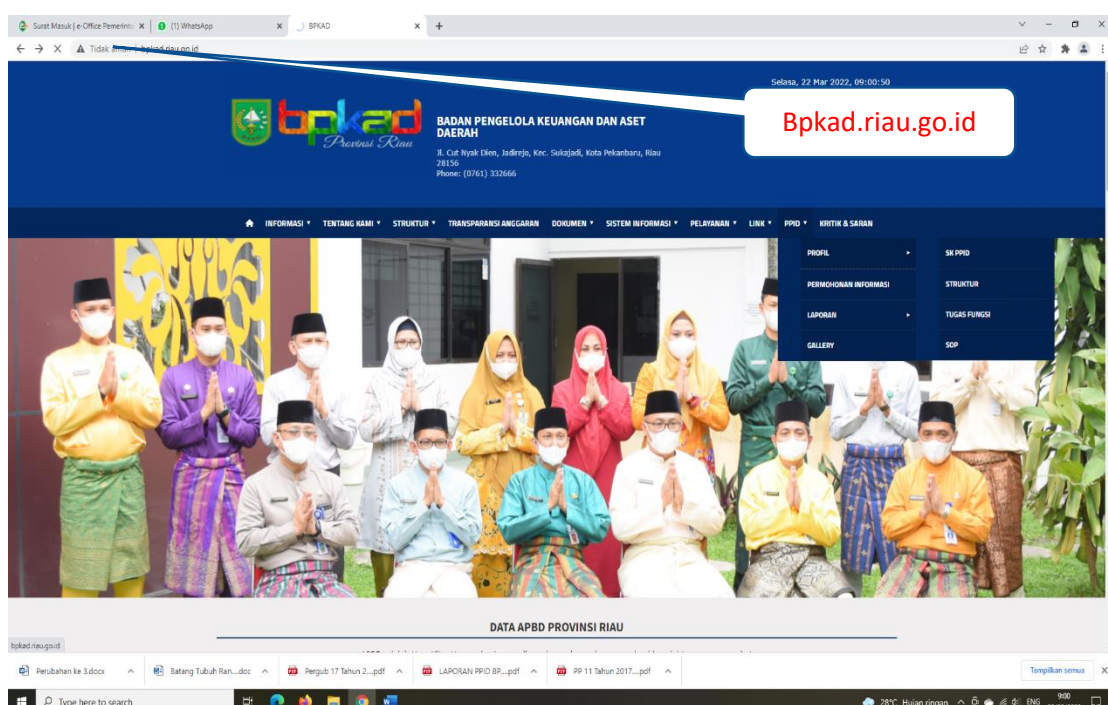 Surat Masuk | e-Office Pemerint
(1) WhatsApp
BPKAD
Tidak aman
bpkad.riau.go.id
Selasa, 22 Mar 2022, 09:00:50
Bpkad.riau.go.id
bpkad
Provinsi Riau
BADAN PENGELOLA KEUANGAN DAN ASET
DAERAH
Jl. Cut Nyak Dien, Jadirejo, Kec. Sukajadi, Kota Pekanbaru, Riau
28156
Phone: (0761) 332666
INFORMASI TENTANG KAMI STRUKTUR TRANSPARANSI ANGGARAN DOKUMEN SISTEM INFORMASI PELAYANAN LINK PPID KRITIK & SARAN
PROFIL
PERMOHONAN INFORMASI
LAPORAN
GALLERY
SK PPID
STRUKTUR
TUGAS FUNGSI
SOP
DATA APBD PROVINSI RIAU
bpkad.riau.go.id
Perubahan ke 3.docx
Batang Tubuh Ran....doc
Pergub 17 Tahun 2....pdf
LAPORAN PPID BP....pdf
PP 11 Tahun 2017....pdf
Tampilkan semua
Type here to search
28°C Hujan ringan
ENG
9:00